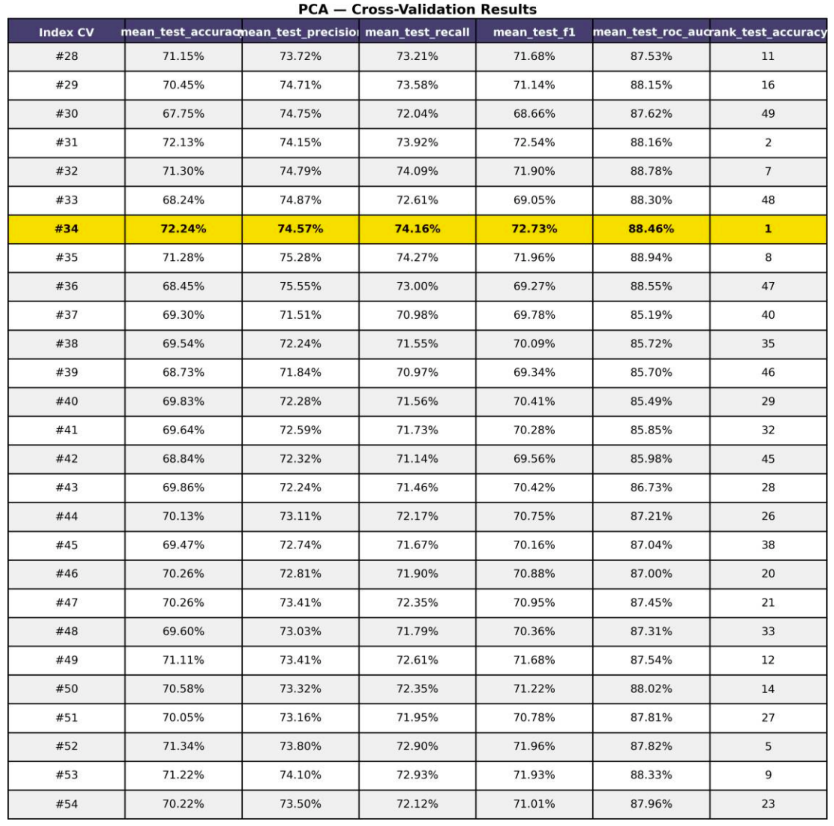 PCA — Cross-Validation Results
Index CV mean_test_accuracy mean_test_precision mean_test_recall mean_test_f1 mean_test_roc_auc rank_test_accuracy
#28 71.15% 73.72% 73.21% 71.68% 87.53% 11
#29 70.45% 74.71% 73.58% 71.14% 88.15% 16
#30 67.75% 74.75% 72.04% 68.66% 87.62% 49
#31 72.13% 74.15% 73.92% 72.54% 88.16% 2
#32 71.30% 74.79% 74.09% 71.90% 88.78% 7
#33 68.24% 74.87% 72.61% 69.05% 88.30% 48
#34 72.24% 74.57% 74.16% 72.73% 88.46% 1
#35 71.28% 75.28% 74.27% 71.96% 88.94% 8
#36 68.45% 75.55% 73.00% 69.27% 88.55% 47
#37 69.30% 71.51% 70.98% 69.78% 85.19% 40
#38 69.54% 72.24% 71.55% 70.09% 85.72% 35
#39 68.73% 71.84% 70.97% 69.34% 85.70% 46
#40 69.83% 72.28% 71.56% 70.41% 85.49% 29
#41 69.64% 72.59% 71.73% 70.28% 85.85% 32
#42 68.84% 72.32% 71.14% 69.56% 85.98% 45
#43 69.86% 72.24% 71.46% 70.42% 86.73% 28
#44 70.13% 73.11% 72.17% 70.75% 87.21% 26
#45 69.47% 72.74% 71.67% 70.16% 87.04% 38
#46 70.26% 72.81% 71.90% 70.88% 87.00% 20
#47 70.26% 73.41% 72.35% 70.95% 87.45% 21
#48 69.60% 73.03% 71.79% 70.36% 87.31% 33
#49 71.11% 73.41% 72.61% 71.68% 87.54% 12
#50 70.58% 73.32% 72.35% 71.22% 88.02% 14
#51 70.05% 73.16% 71.95% 70.78% 87.81% 27
#52 71.34% 73.80% 72.90% 71.96% 87.82% 5
#53 71.22% 74.10% 72.93% 71.93% 88.33% 9
#54 70.22% 73.50% 72.12% 71.01% 87.96% 23